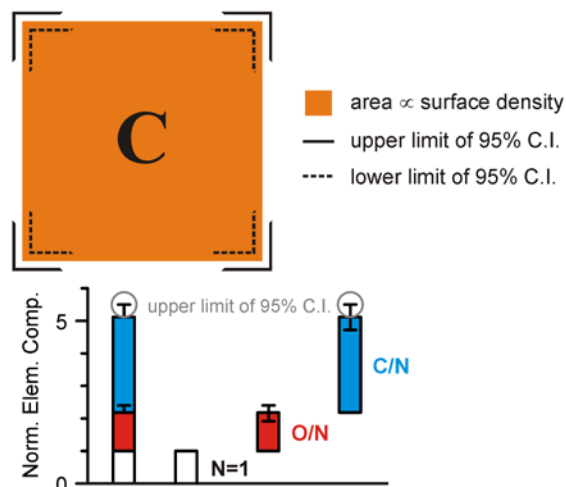 C
area ∝ surface density
upper limit of 95% C.I.
lower limit of 95% C.I.
Norm. Elem. Comp.
5
0
upper limit of 95% C.I.
C/N
O/N
N=1